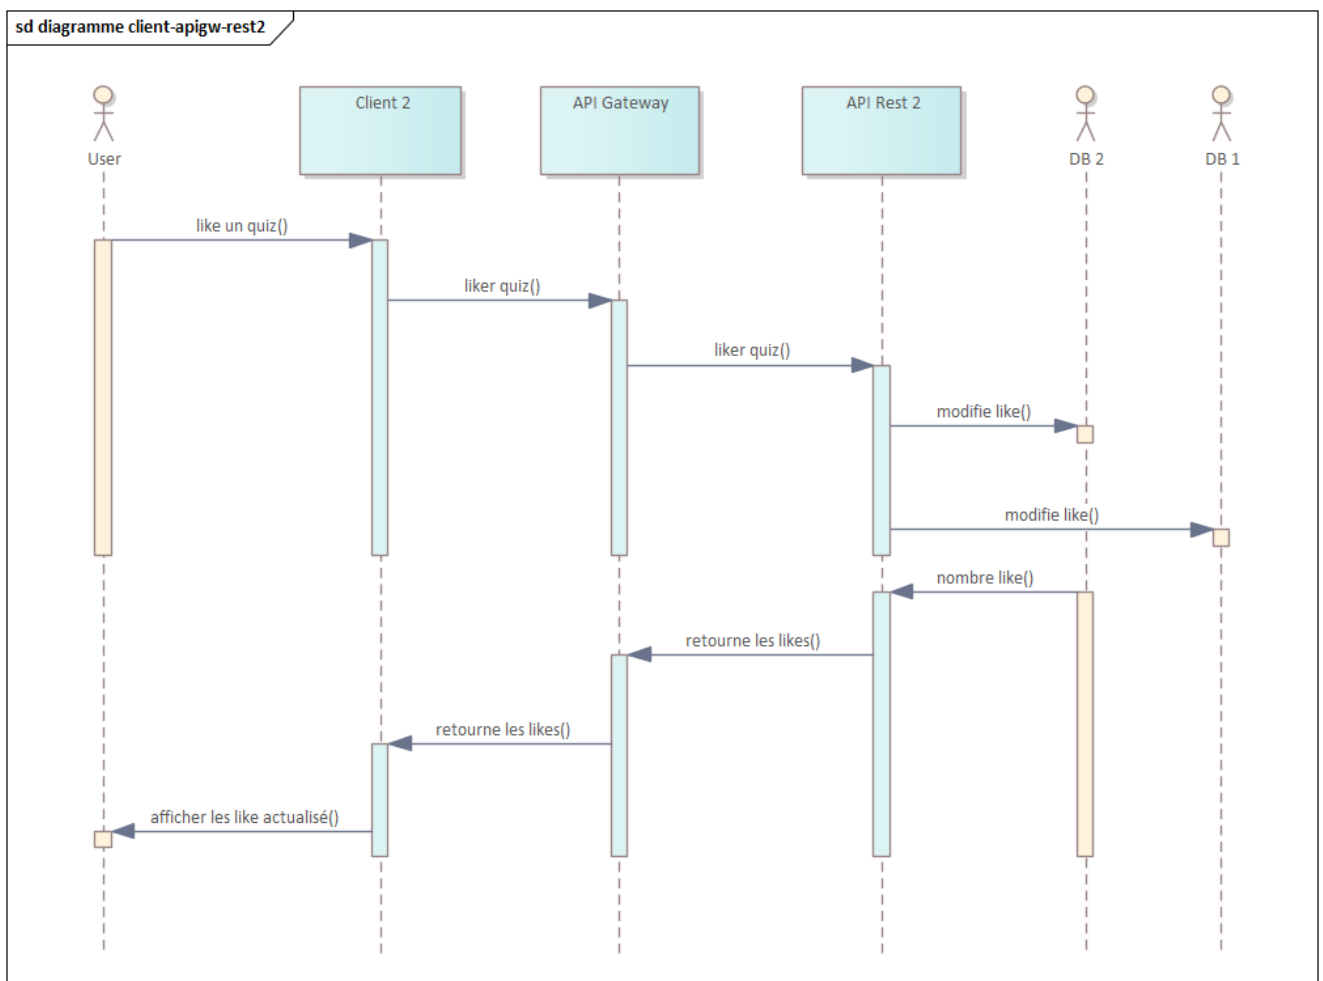 sd diagramme client-apigw-rest2
Client 2
API Gateway
API Rest 2
User
DB 2
DB 1
like un quiz()
liker quiz()
liker quiz()
modifie like()
modifie like()
nombre like()
retourne les likes()
retourne les likes()
afficher les like actualisé()